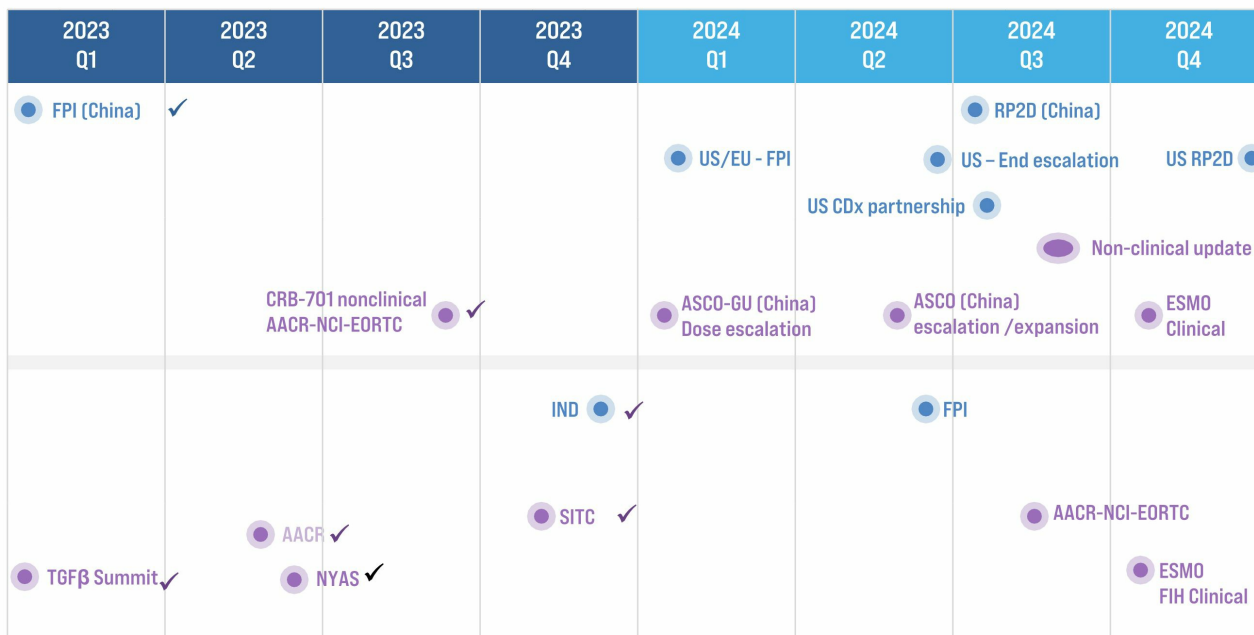 2023 Q1
2023 Q2
2023 Q3
2023 Q4
2024 Q1
2024 Q2
2024 Q3
2024 Q4
FPI (China) ✓
RP2D (China)
US/EU - FPI
US – End escalation
US RP2D
US CDx partnership
Non-clinical update
CRB-701 nonclinical
AACR-NCI-EORTC ✓
ASCO-GU (China)
Dose escalation
ASCO (China)
escalation /expansion
ESMO
Clinical
IND ✓
FPI
SITC ✓
AACR-NCI-EORTC
AACR ✓
TGFβ Summit ✓
NYAS ✓
ESMO
FIH Clinical